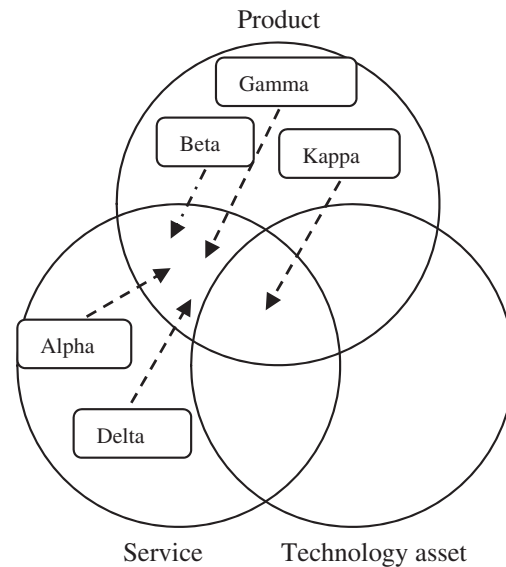 Product
Gamma
Beta
Kappa
Alpha
Delta
Service
Technology asset